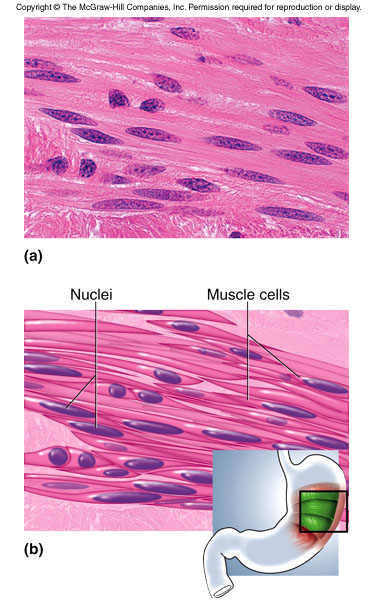 Copyright © The McGraw-Hill Companies, Inc. Permission required for reproduction or display.
(a)
Nuclei Muscle cells
(b)